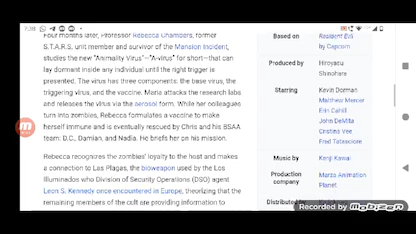 7:38
Four months later, Professor Rebecca Chambers, former
S.T.A.R.S. unit member and survivor of the Mansion Incident,
studies the new "Animality Virus"—"A-virus" for short—that can
lay dormant inside any individual until the right trigger is
presented. The virus has three components: the base virus, the
triggering virus, and the vaccine. Maria attacks the research labs
and releases the virus via the aerosol form. While her colleagues
turn into zombies, Rebecca formulates a vaccine to make
herself immune and is eventually rescued by Chris and his BSAA
team: D.C., Damian, and Nadia. He briefs her on his mission.
Rebecca recognizes the zombies' loyalty to the host and makes
a connection to Las Plagas, the bioweapon used by the Los
Illuminados who Division of Security Operations (DSO) agent
Leon S. Kennedy once encountered in Europe, theorizing that the
remaining members of the cult are providing information to
Based on
Resident Evil
by Capcom
Produced by
Hiroyasu
Shinohara
Starring
Kevin Dorman
Matthew Mercer
Erin Cahill
John DeMita
Cristina Vee
Fred Tatasciore
Music by
Kenji Kawai
Production
company
Marza Animation
Planet
Distributed by
Recorded by Mobizen